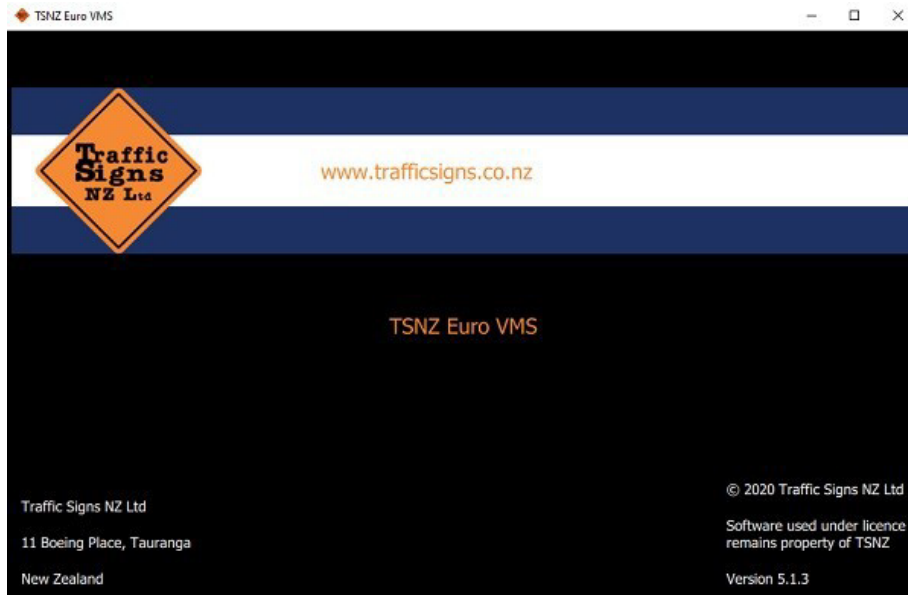 TSNZ Euro VMS
Traffic
Signs
NZ Ltd
www.trafficsigns.co.nz
TSNZ Euro VMS
Traffic Signs NZ Ltd
11 Boeing Place, Tauranga
New Zealand
© 2020 Traffic Signs NZ Ltd
Software used under licence
remains property of TSNZ
Version 5.1.3